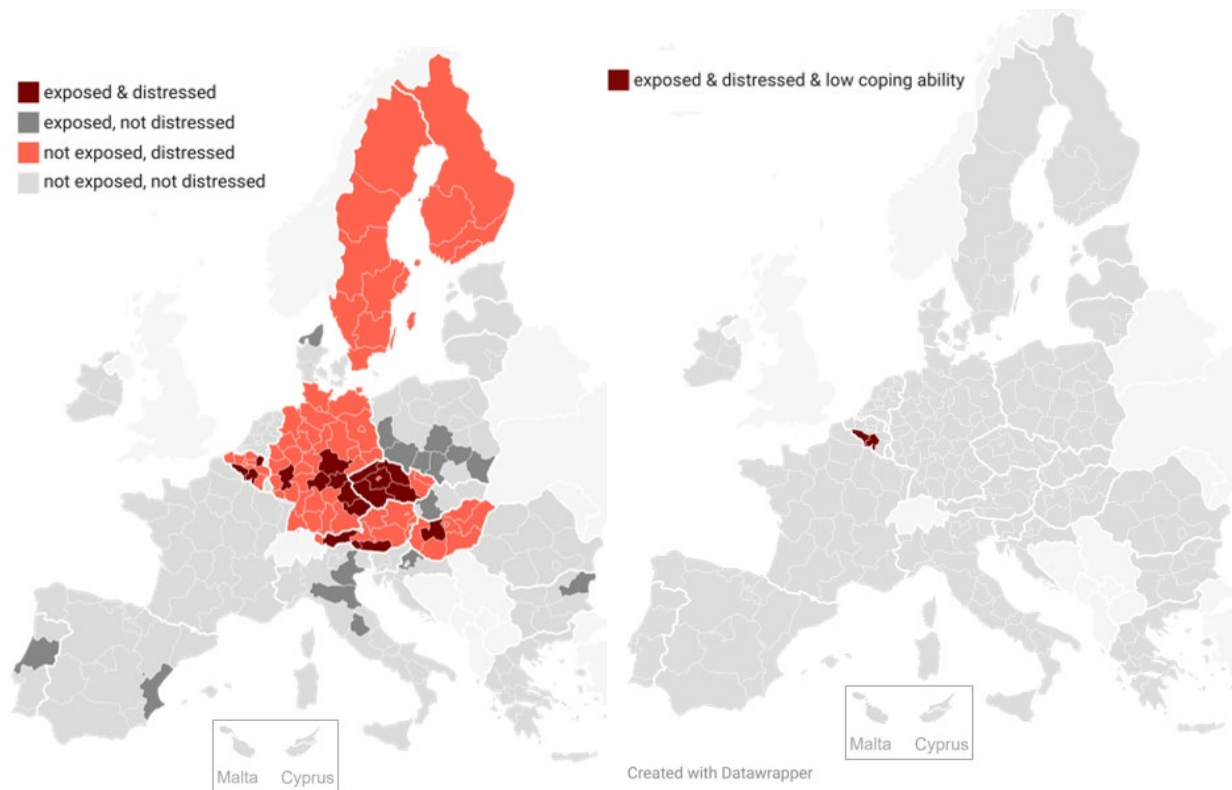 exposed & distressed
exposed, not distressed
not exposed, distressed
not exposed, not distressed
exposed & distressed & low coping ability
Malta Cyprus
Malta Cyprus
Created with Datawrapper